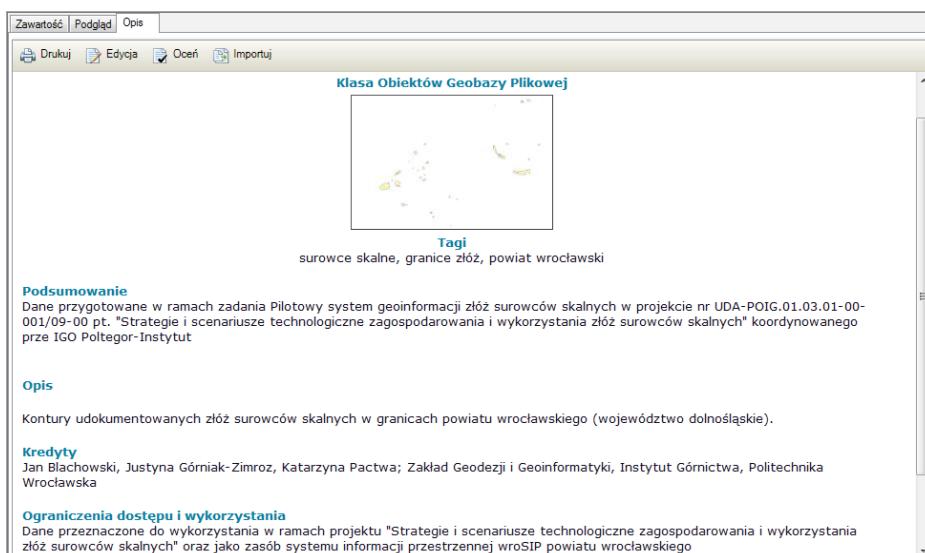 Zawartość Podgląd Opis
Drukuj Edycja Oceń Importuj
Klasa Obiektów Geobazy Plikowej
Tagi
surowce skalne, granice złóż, powiat wrocławski
Podsumowanie
Dane przygotowane w ramach zadania Pilotowy system geoinformacji złóż surowców skalnych w projekcie nr UDA-POIG.01.03.01-00-
001/09-00 pt. "Strategie i scenariusze technologiczne zagospodarowania i wykorzystania złóż surowców skalnych" koordynowanego
prze IGO Poltegor-Instytut
Opis
Kontury udokumentowanych złóż surowców skalnych w granicach powiatu wrocławskiego (województwo dolnośląskie).
Kredyty
Jan Blachowski, Justyna Górniak-Zimroz, Katarzyna Pactwa; Zakład Geodezji i Geoinformatyki, Instytut Górnictwa, Politechnika
Wrocławska
Ograniczenia dostępu i wykorzystania
Dane przeznaczone do wykorzystania w ramach projektu "Strategie i scenariusze technologiczne zagospodarowania i wykorzystania
złóż surowców skalnych" oraz jako zasób systemu informacji przestrzennej wroSIP powiatu wrocławskiego